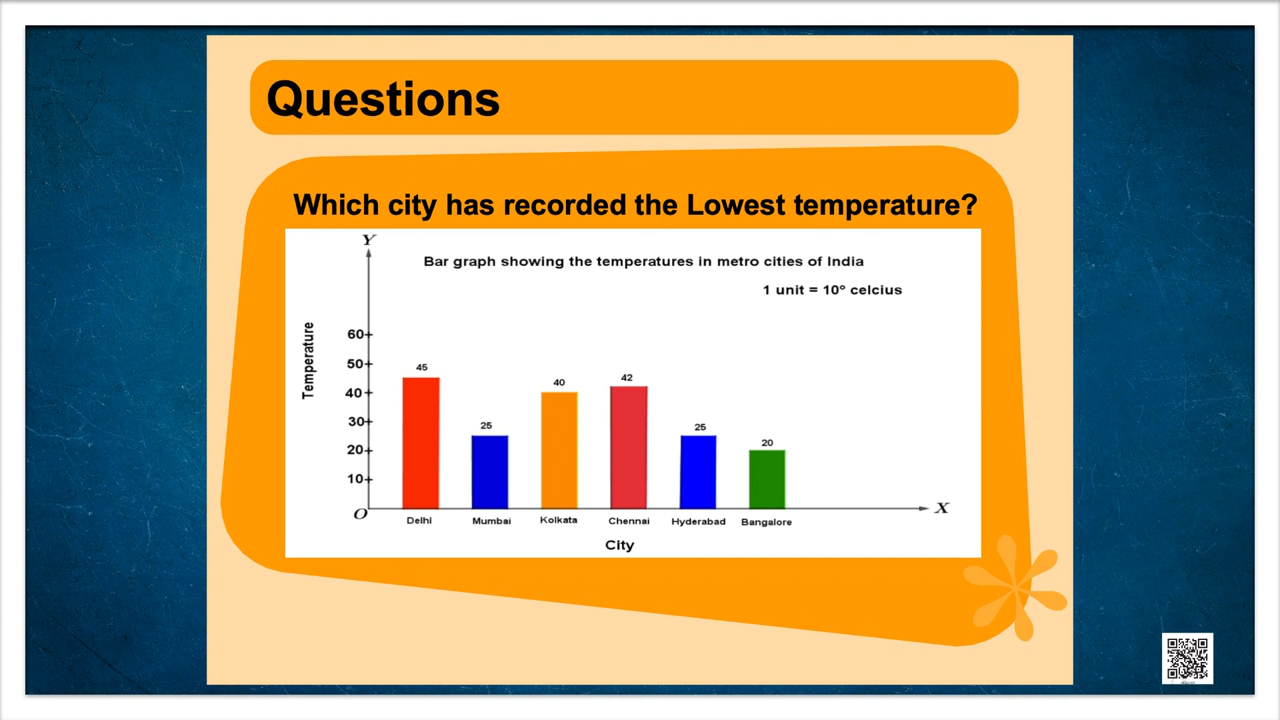 Questions
Which city has recorded the Lowest temperature?
Y
Bar graph showing the temperatures in metro cities of India
1 unit = 10° celcius
Temperature
60
50
40
30
20
10
O
45
25
40
42
25
20
Delhi Mumbai Kolkata Chennai Hyderabad Bangalore
X
City